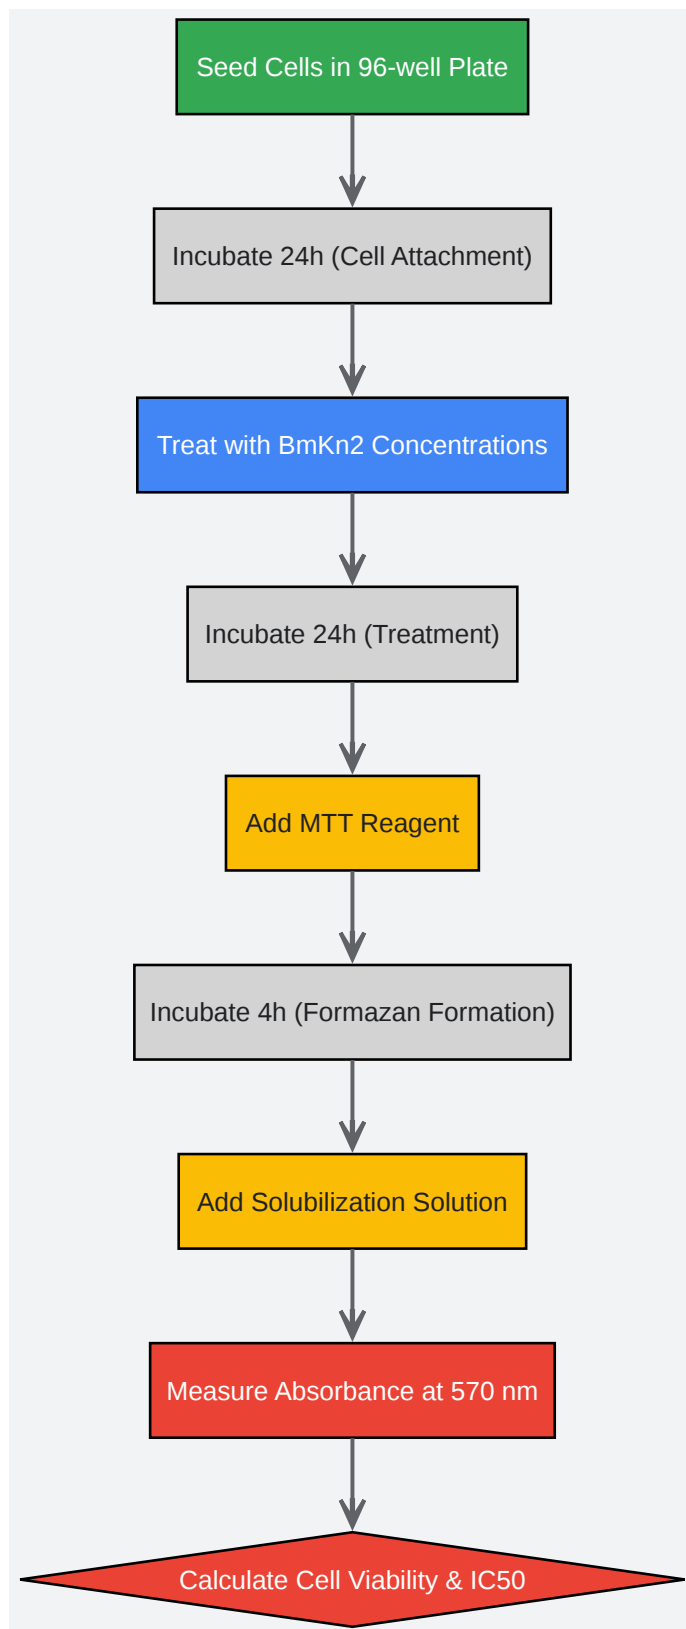 Seed Cells in 96-well Plate
Incubate 24h (Cell Attachment)
Treat with BmKn2 Concentrations
Incubate 24h (Treatment)
Add MTT Reagent
Incubate 4h (Formazan Formation)
Add Solubilization Solution
Measure Absorbance at 570 nm
Calculate Cell Viability & IC50